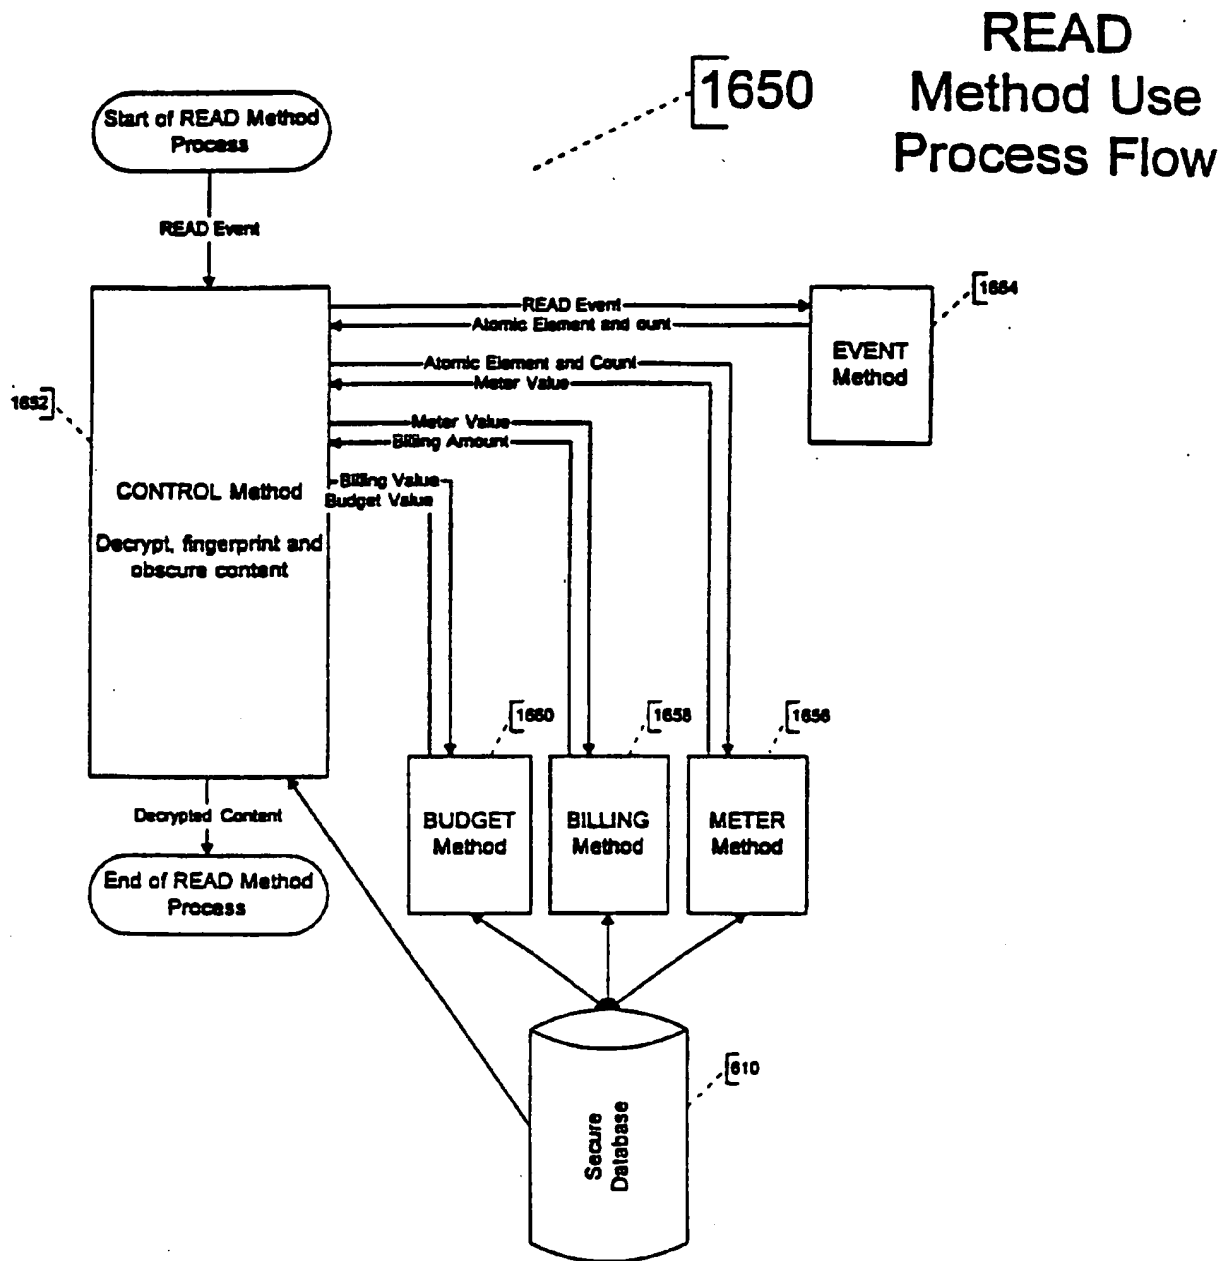 READ
Method Use
Process Flow
1650
Start of READ Method
Process
READ Event
READ Event
Atomic Element and ount
1654
EVENT
Method
Atomic Element and Count
Meter Value
1652
Meter Value
Billing Amount
Billing Value
Budget Value
CONTROL Method
Decrypt, fingerprint and
obscure content
1660
1658
1656
BUDGET
Method
BILLING
Method
METER
Method
Decrypted Content
End of READ Method
Process
Secure
Database
610